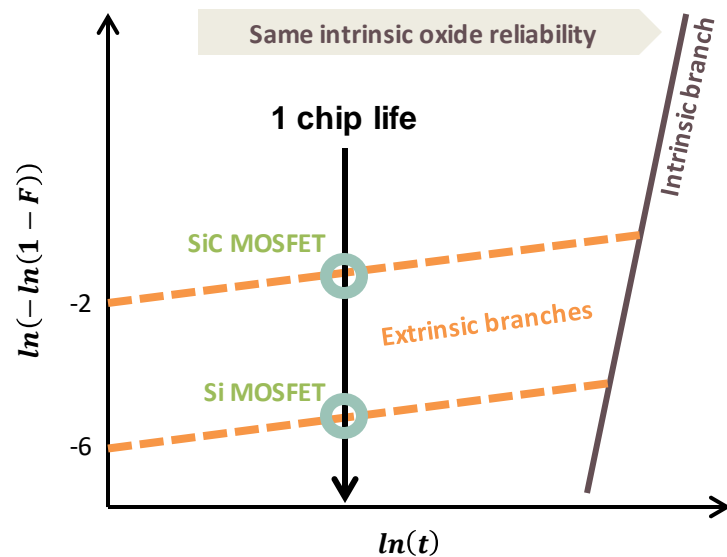 Same intrinsic oxide reliability
1 chip life
Intrinsic branch
ln(−ln(1 − F))
SiC MOSFET
-2
Extrinsic branches
Si MOSFET
-6
ln(t)